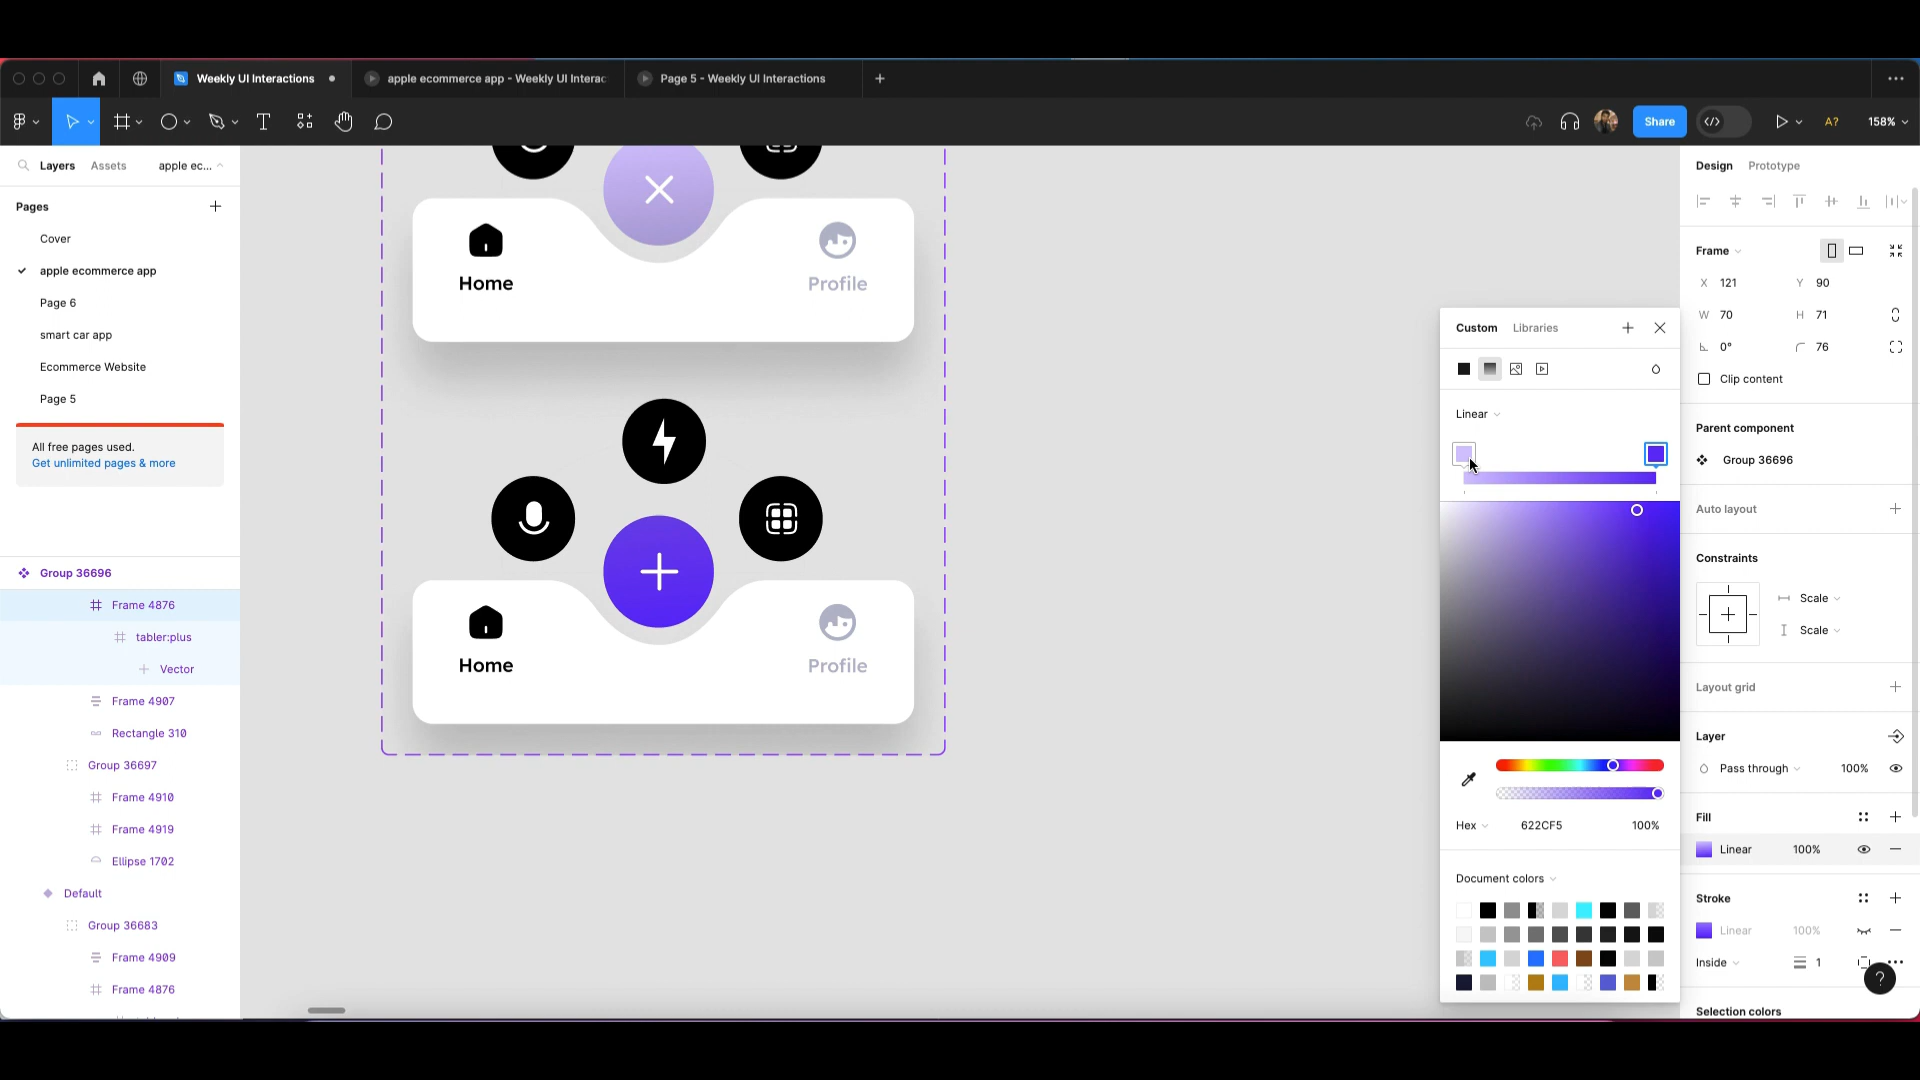 Weekly UI Interactions
apple ecommerce app - Weekly UI Interac
Page 5 - Weekly UI Interactions
Share
A?
158%
Layers
Assets
apple ec...
Pages
Cover
apple ecommerce app
Page 6
smart car app
Ecommerce Website
Page 5
All free pages used.
Get unlimited pages & more
Group 36696
Frame 4876
tabler:plus
Vector
Frame 4907
Rectangle 310
Group 36697
Frame 4910
Frame 4919
Ellipse 1702
Default
Group 36683
Frame 4909
Frame 4876
Home
Profile
Home
Profile
Custom
Libraries
Linear
Hex
622CF5
100%
Document colors
Design
Prototype
Frame
X 121
Y 90
W 70
H 71
0°
76
Clip content
Parent component
Group 36696
Auto layout
Constraints
Scale
Scale
Layout grid
Layer
Pass through
100%
Fill
Linear
100%
Stroke
Linear
100%
Inside
1
?
Selection colors